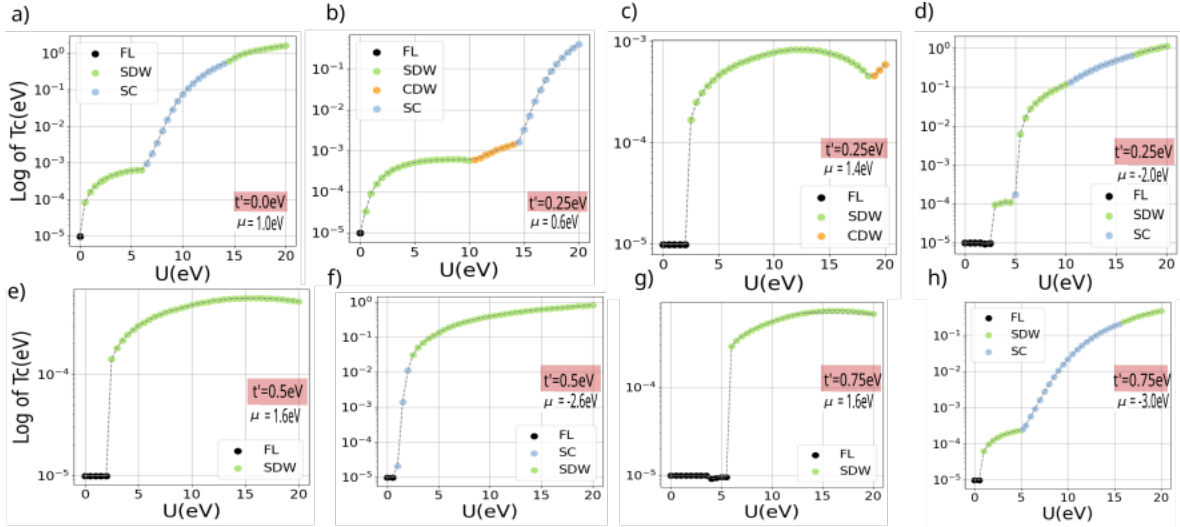 a)
Log of Tc(eV)
10⁰
10⁻¹
10⁻²
10⁻³
10⁻⁴
10⁻⁵
FL
SDW
SC
t'=0.0eV
μ = 1.0eV
0 5 10 15 20
U(eV)
b)
10⁻¹
10⁻²
10⁻³
10⁻⁴
10⁻⁵
FL
SDW
CDW
SC
t'=0.25eV
μ = 0.6eV
0 5 10 15 20
U(eV)
c)
10⁻³
10⁻⁴
10⁻⁵
t'=0.25eV
μ = 1.4eV
FL
SDW
CDW
0 5 10 15 20
U(eV)
d)
10⁰
10⁻¹
10⁻²
10⁻³
10⁻⁴
10⁻⁵
t'=0.25eV
μ = -2.0eV
FL
SDW
SC
0 5 10 15 20
U(eV)
e)
Log of Tc(eV)
10⁻⁴
10⁻⁵
t'=0.5eV
μ = 1.6eV
FL
SDW
0 5 10 15 20
U(eV)
f)
10⁰
10⁻¹
10⁻²
10⁻³
10⁻⁴
10⁻⁵
t'=0.5eV
μ = -2.6eV
FL
SC
SDW
0 5 10 15 20
U(eV)
g)
10⁻⁴
10⁻⁵
t'=0.75eV
μ = 1.6eV
FL
SDW
0 5 10 15 20
U(eV)
h)
10⁻¹
10⁻²
10⁻³
10⁻⁴
10⁻⁵
FL
SDW
SC
t'=0.75eV
μ = -3.0eV
0 5 10 15 20
U(eV)